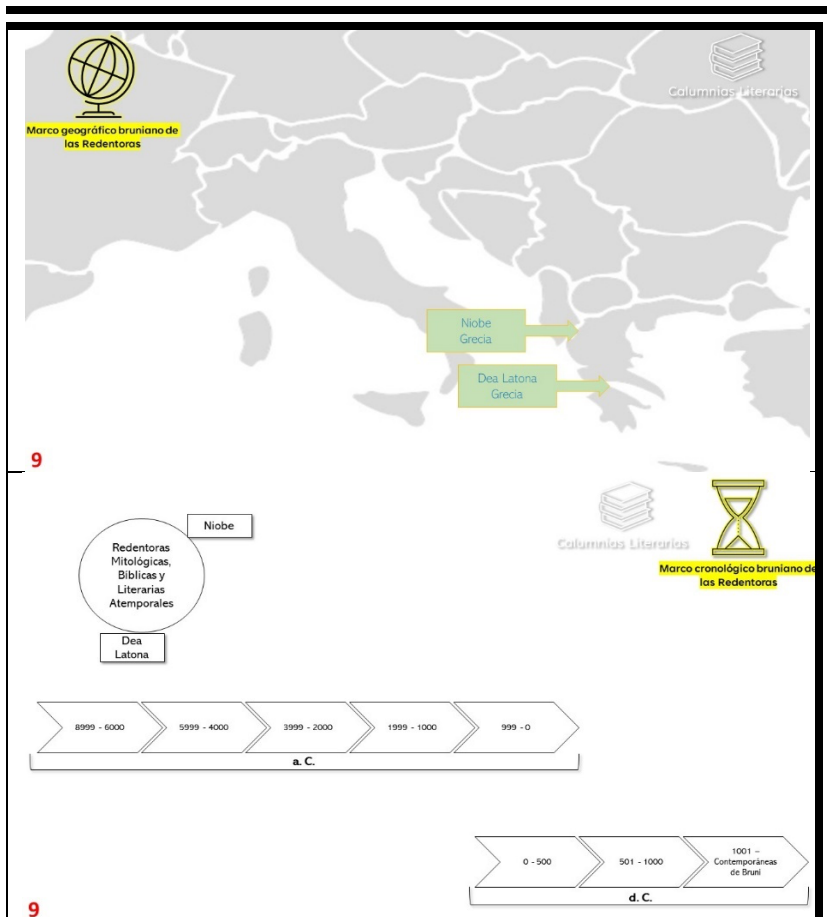 Marco geográfico bruniano de
las Redentoras
Calumnias Literarias
Niobe
Grecia
Dea Latona
Grecia
9
Niobe
Redentoras
Mitológicas,
Bíblicas y
Literarias
Atemporales
Dea
Latona
Calumnias Literarias
Marco cronológico bruniano de
las Redentoras
8999 - 6000
5999 - 4000
3999 - 2000
1999 - 1000
999 - 0
a. C.
0 - 500
501 - 1000
1001 –
Contemporáneas
de Bruni
d. C.
9